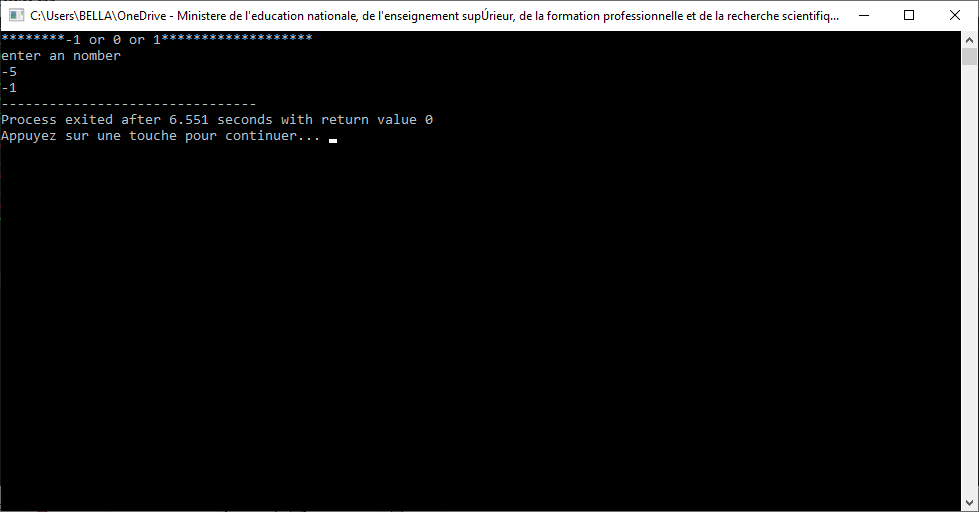 C:\Users\BELLA\OneDrive - Ministere de l'education nationale, de l'enseignement supÚrieur, de la formation professionnelle et de la recherche scientifiq...
********-1 or 0 or 1*******************
enter an nomber
-5
-1
--------------------------------
Process exited after 6.551 seconds with return value 0
Appuyez sur une touche pour continuer...